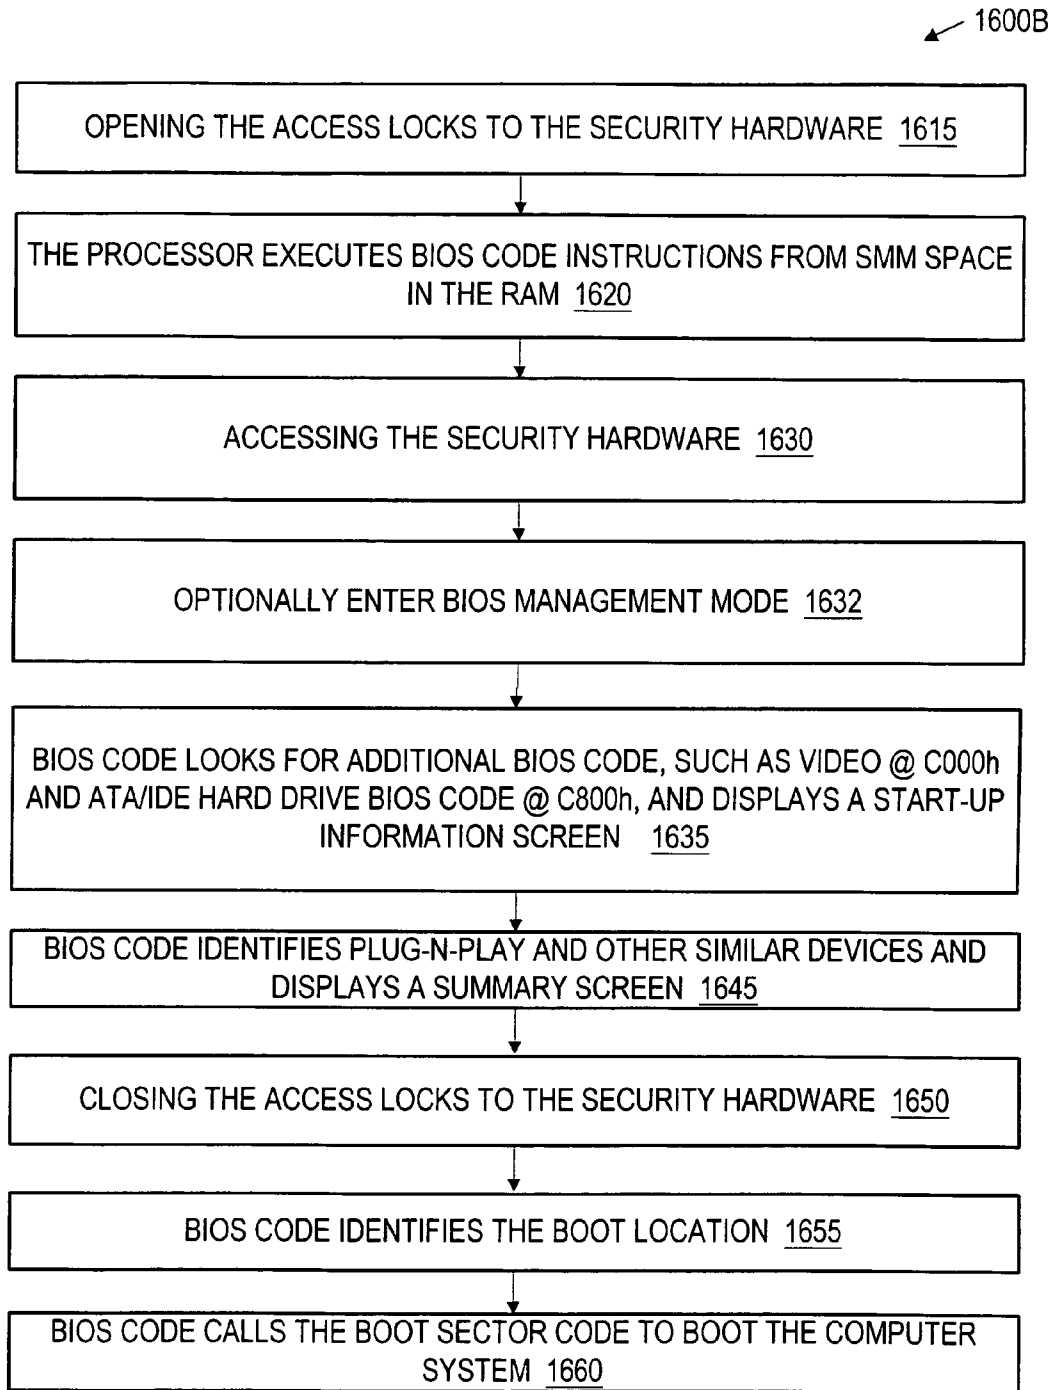 1600B
OPENING THE ACCESS LOCKS TO THE SECURITY HARDWARE 1615
THE PROCESSOR EXECUTES BIOS CODE INSTRUCTIONS FROM SMM SPACE
IN THE RAM 1620
ACCESSING THE SECURITY HARDWARE 1630
OPTIONALLY ENTER BIOS MANAGEMENT MODE 1632
BIOS CODE LOOKS FOR ADDITIONAL BIOS CODE, SUCH AS VIDEO @ C000h
AND ATA/IDE HARD DRIVE BIOS CODE @ C800h, AND DISPLAYS A START-UP
INFORMATION SCREEN 1635
BIOS CODE IDENTIFIES PLUG-N-PLAY AND OTHER SIMILAR DEVICES AND
DISPLAYS A SUMMARY SCREEN 1645
CLOSING THE ACCESS LOCKS TO THE SECURITY HARDWARE 1650
BIOS CODE IDENTIFIES THE BOOT LOCATION 1655
BIOS CODE CALLS THE BOOT SECTOR CODE TO BOOT THE COMPUTER
SYSTEM 1660